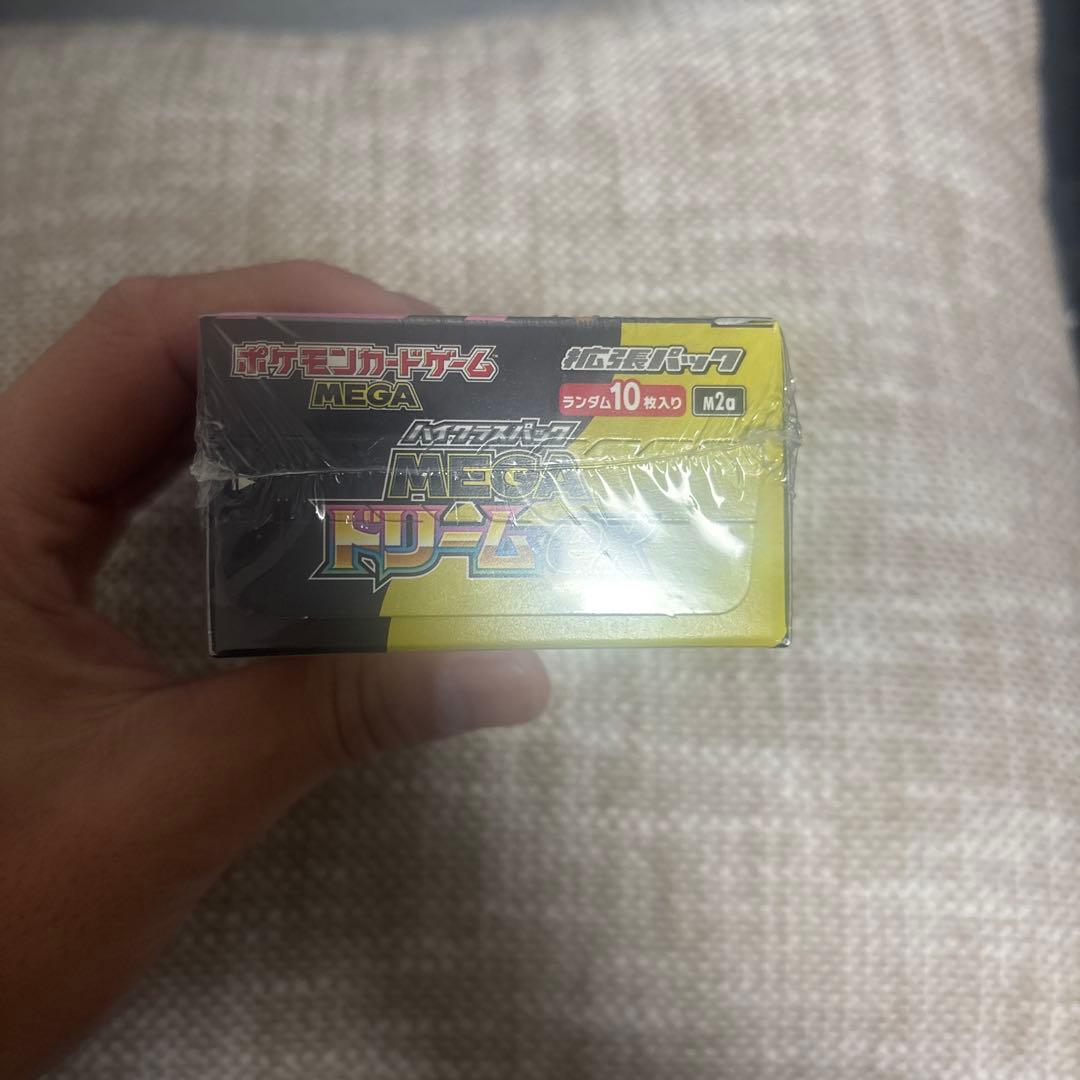 ポケモンカードゲーム
MEGA
拡張パック
ランダム10枚入り M2a
ハイクラスパック
MEGA
ドリームex